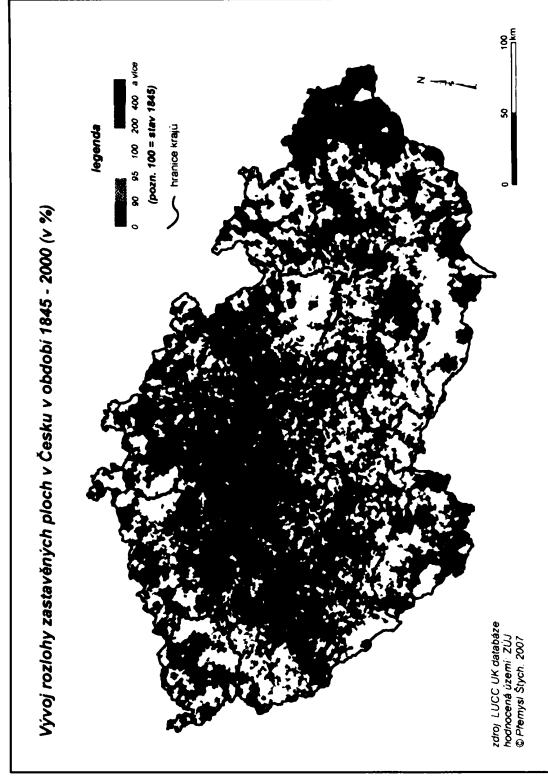 Vývoj rozlohy zastavěných ploch v Česku v období 1845 - 2000 (v %)
legenda
0 90 95 100 200 400 a více
(pozn. 100 = stav 1845)
hranice krajů
N
0 50 100
km
zdroj LUCC UK databáze
hodnocená území ZUJ
© Přemysl Štych. 2007